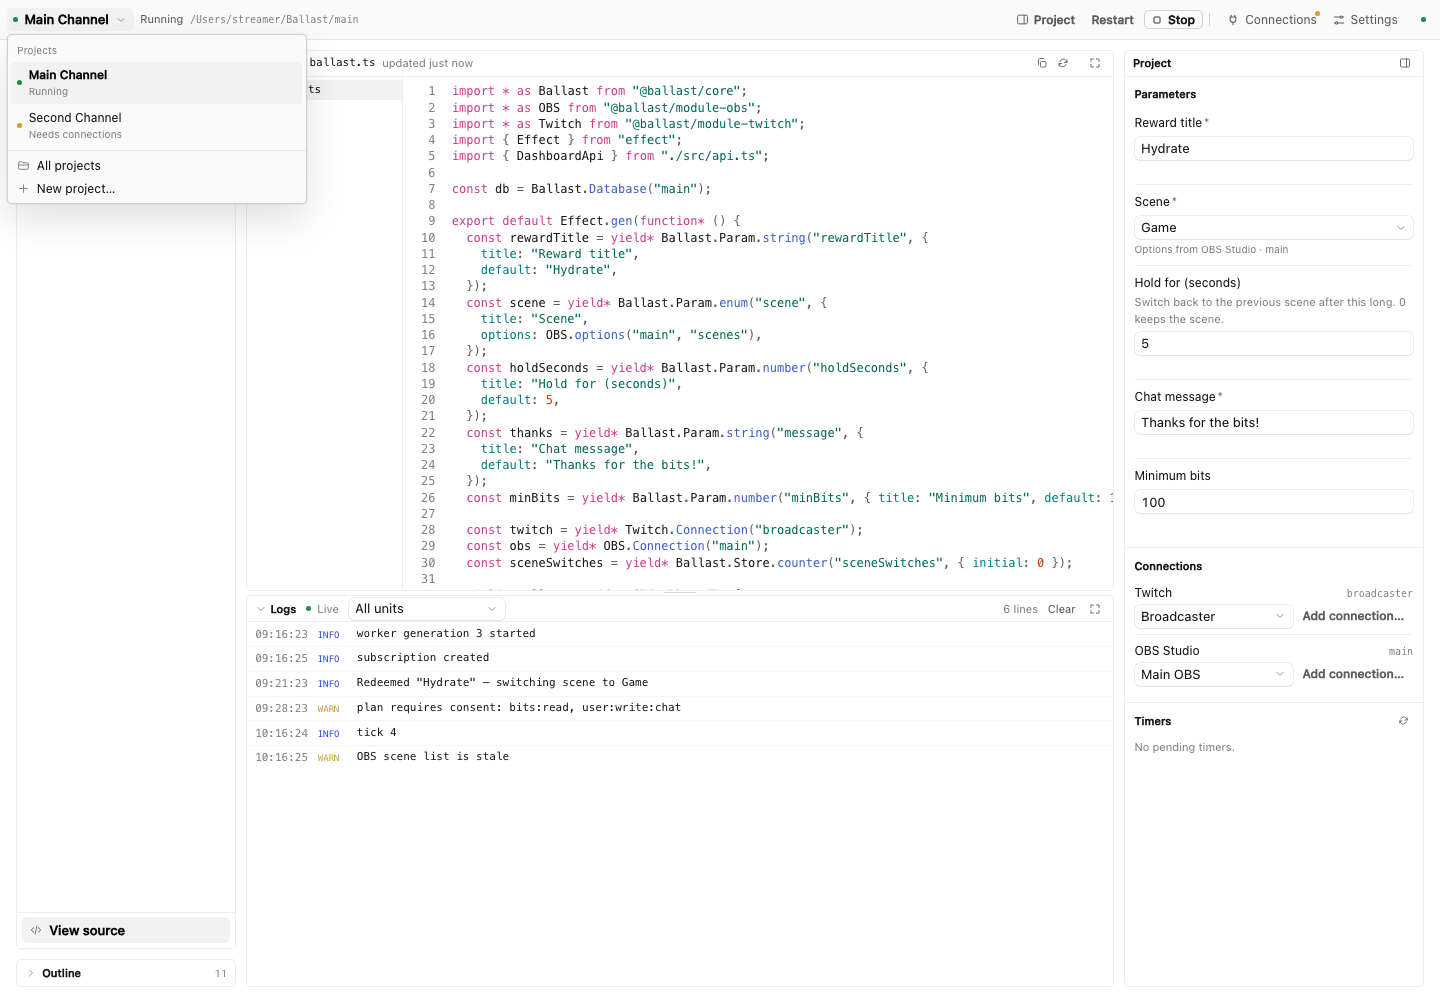 Main Channel
Running /Users/streamer/Ballast/main
Project
Restart
Stop
Connections
Settings
Projects
Main Channel
Running
Second Channel
Needs connections
All projects
New project...
ballast.ts updated just now
ts
1 import * as Ballast from "@ballast/core";
2 import * as OBS from "@ballast/module-obs";
3 import * as Twitch from "@ballast/module-twitch";
4 import { Effect } from "effect";
5 import { DashboardApi } from "./src/api.ts";
6
7 const db = Ballast.Database("main");
8
9 export default Effect.gen(function* () {
10 const rewardTitle = yield* Ballast.Param.string("rewardTitle", {
11 title: "Reward title",
12 default: "Hydrate",
13 });
14 const scene = yield* Ballast.Param.enum("scene", {
15 title: "Scene",
16 options: OBS.options("main", "scenes"),
17 });
18 const holdSeconds = yield* Ballast.Param.number("holdSeconds", {
19 title: "Hold for (seconds)",
20 default: 5,
21 });
22 const thanks = yield* Ballast.Param.string("message", {
23 title: "Chat message",
24 default: "Thanks for the bits!",
25 });
26 const minBits = yield* Ballast.Param.number("minBits", { title: "Minimum bits", default:
27
28 const twitch = yield* Twitch.Connection("broadcaster");
29 const obs = yield* OBS.Connection("main");
30 const sceneSwitches = yield* Ballast.Store.counter("sceneSwitches", { initial: 0 });
31
Logs
Live
All units
6 lines
Clear
09:16:23 INFO worker generation 3 started
09:16:25 INFO subscription created
09:21:23 INFO Redeemed "Hydrate" — switching scene to Game
09:28:23 WARN plan requires consent: bits:read, user:write:chat
10:16:24 INFO tick 4
10:16:25 WARN OBS scene list is stale
View source
Outline 11
Project
Parameters
Reward title*
Hydrate
Scene*
Game
Options from OBS Studio · main
Hold for (seconds)
Switch back to the previous scene after this long. 0
keeps the scene.
5
Chat message*
Thanks for the bits!
Minimum bits
100
Connections
Twitch broadcaster
Broadcaster
Add connection...
OBS Studio main
Main OBS
Add connection...
Timers
No pending timers.